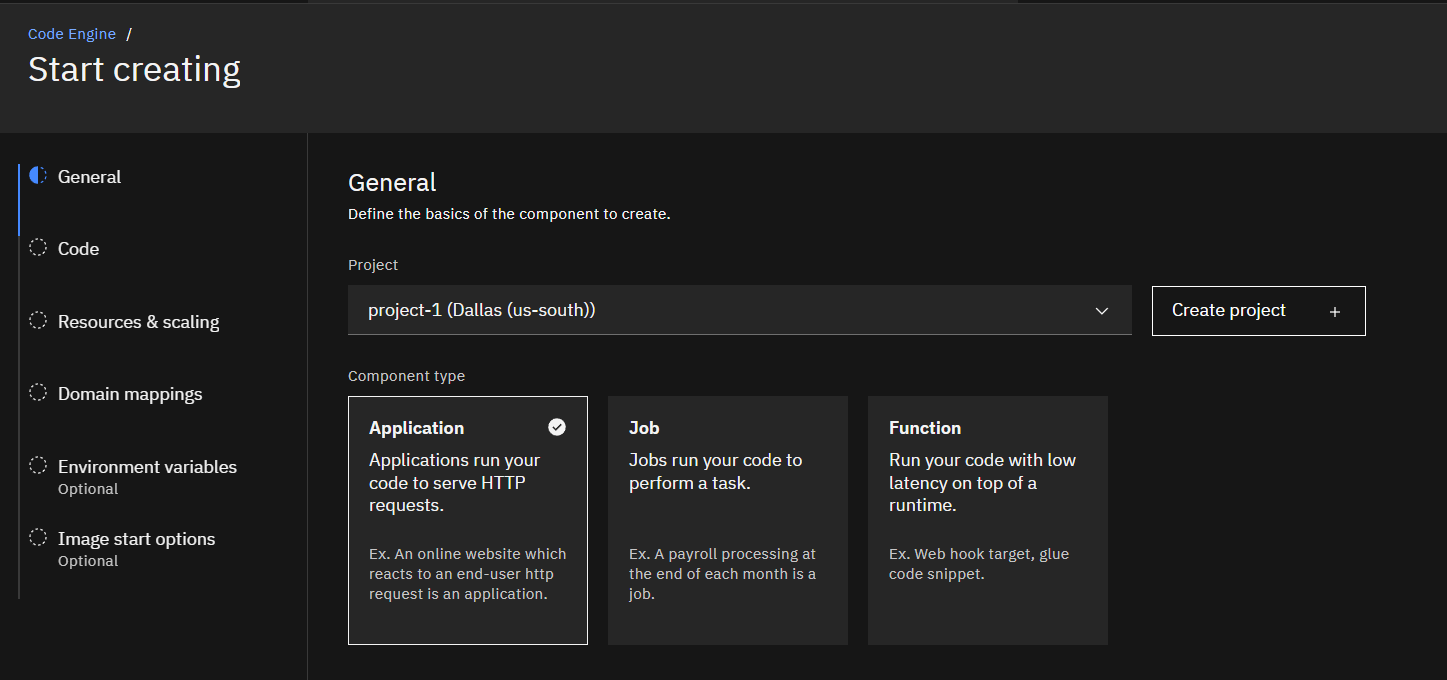 Code Engine /
Start creating
General
Code
Resources & scaling
Domain mappings
Environment variables
Optional
Image start options
Optional
General
Define the basics of the component to create.
Project
project-1 (Dallas (us-south))
Create project +
Component type
Application
Applications run your
code to serve HTTP
requests.
Ex. An online website which
reacts to an end-user http
request is an application.
Job
Jobs run your code to
perform a task.
Ex. A payroll processing at
the end of each month is a
job.
Function
Run your code with low
latency on top of a
runtime.
Ex. Web hook target, glue
code snippet.